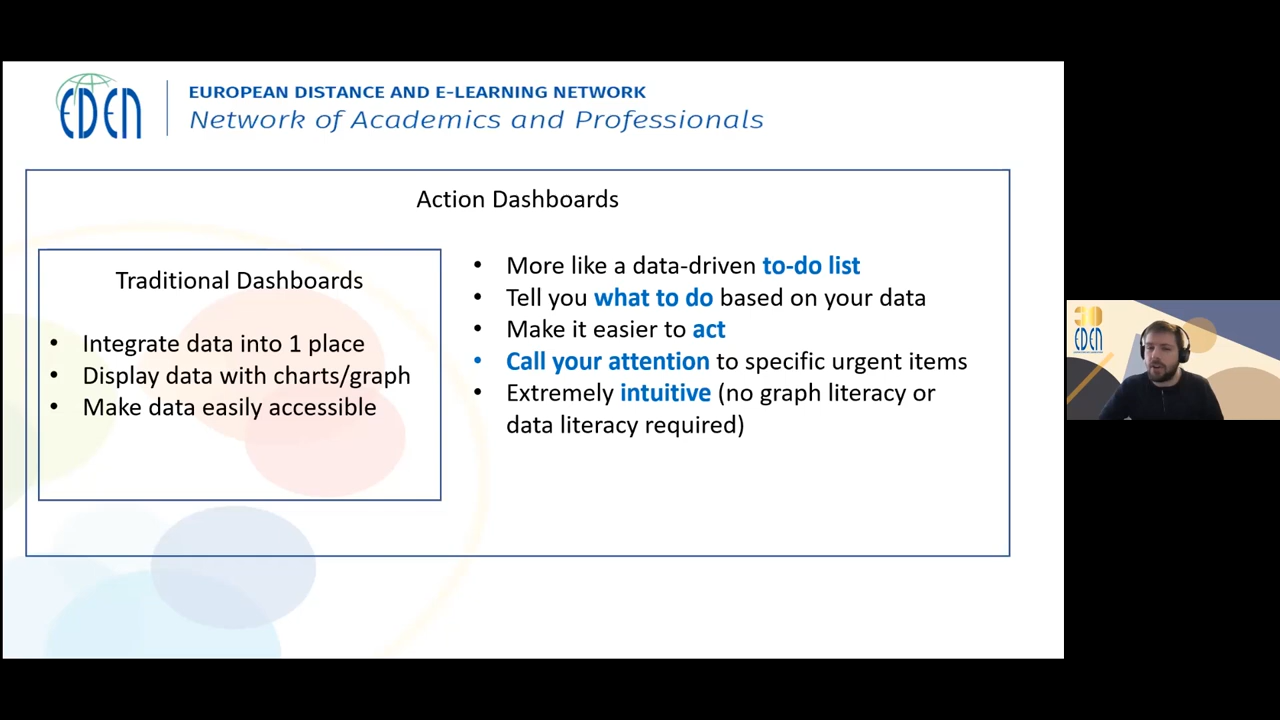 EDEN
EUROPEAN DISTANCE AND E-LEARNING NETWORK
Network of Academics and Professionals
Action Dashboards
Traditional Dashboards
• Integrate data into 1 place
• Display data with charts/graph
• Make data easily accessible
• More like a data-driven to-do list
• Tell you what to do based on your data
• Make it easier to act
• Call your attention to specific urgent items
• Extremely intuitive (no graph literacy or
data literacy required)
30
EDEN